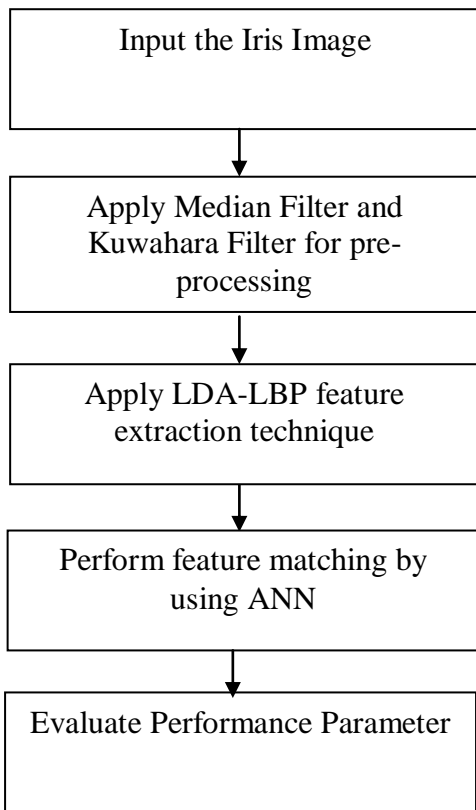 Input the Iris Image
Apply Median Filter and
Kuwahara Filter for pre-
processing
Apply LDA-LBP feature
extraction technique
Perform feature matching by
using ANN
Evaluate Performance Parameter